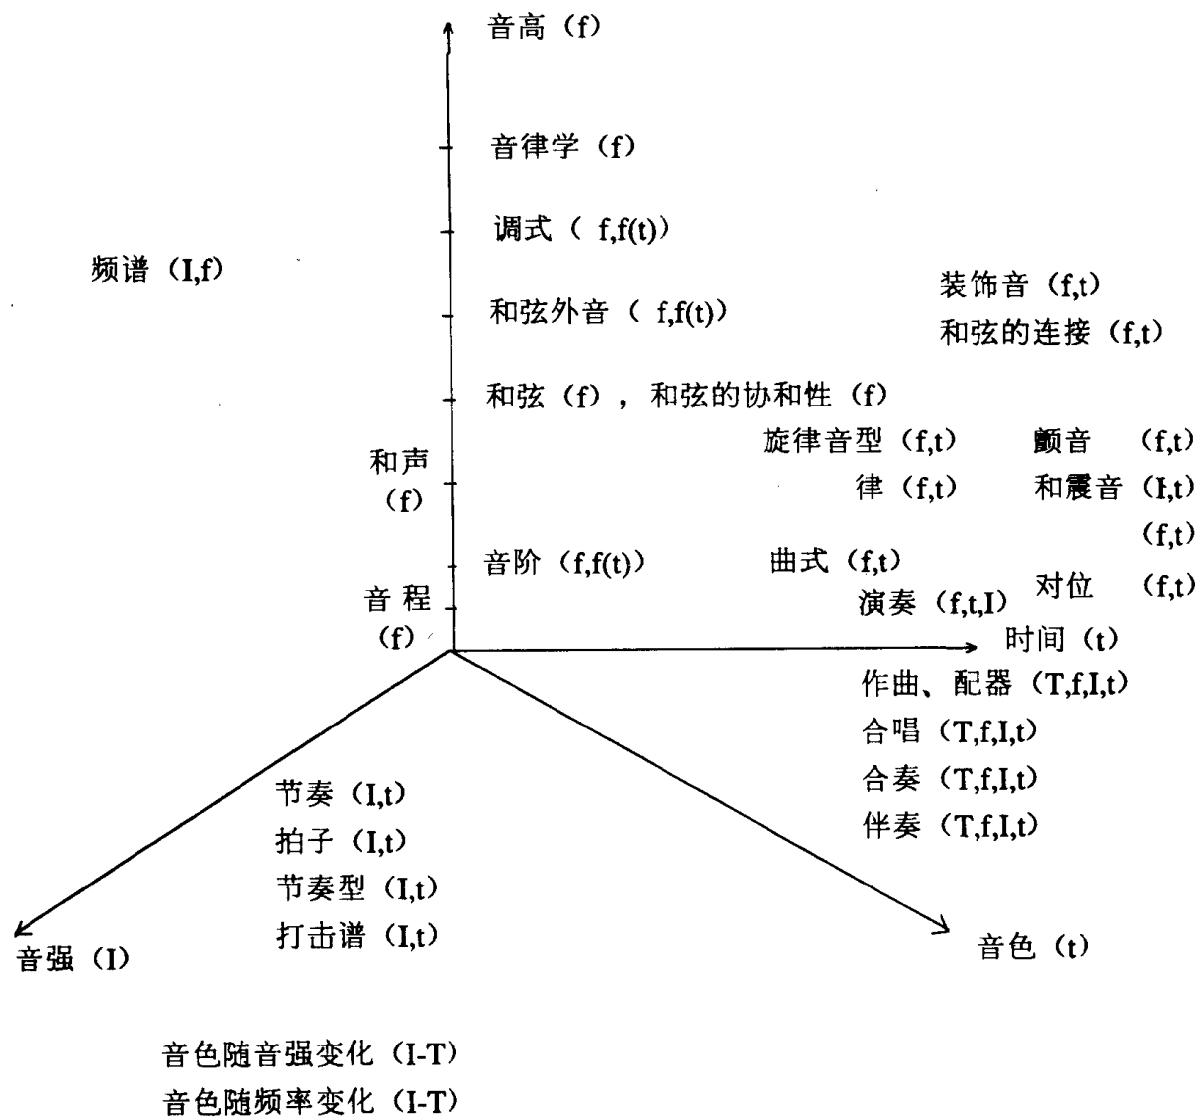 音高（f）
音律学（f）
调式（ f,f(t)）
频谱（I,f）
装饰音（f,t）
和弦外音（ f,f(t)）
和弦的连接（f,t）
和弦（f），和弦的协和性（f）
旋律音型（f,t） 颤音 （f,t）
和声
（f）
律（f,t） 和震音（I,t）
（f,t）
音阶（f,f(t)） 曲式（f,t）
对位 （f,t）
音程
（f）
演奏（f,t,I）
时间（t）
作曲、配器（T,f,I,t）
合唱（T,f,I,t）
合奏（T,f,I,t）
伴奏（T,f,I,t）
节奏（I,t）
拍子（I,t）
节奏型（I,t）
打击谱（I,t）
音强（I）
音色（t）
音色随音强变化（I-T）
音色随频率变化（I-T）